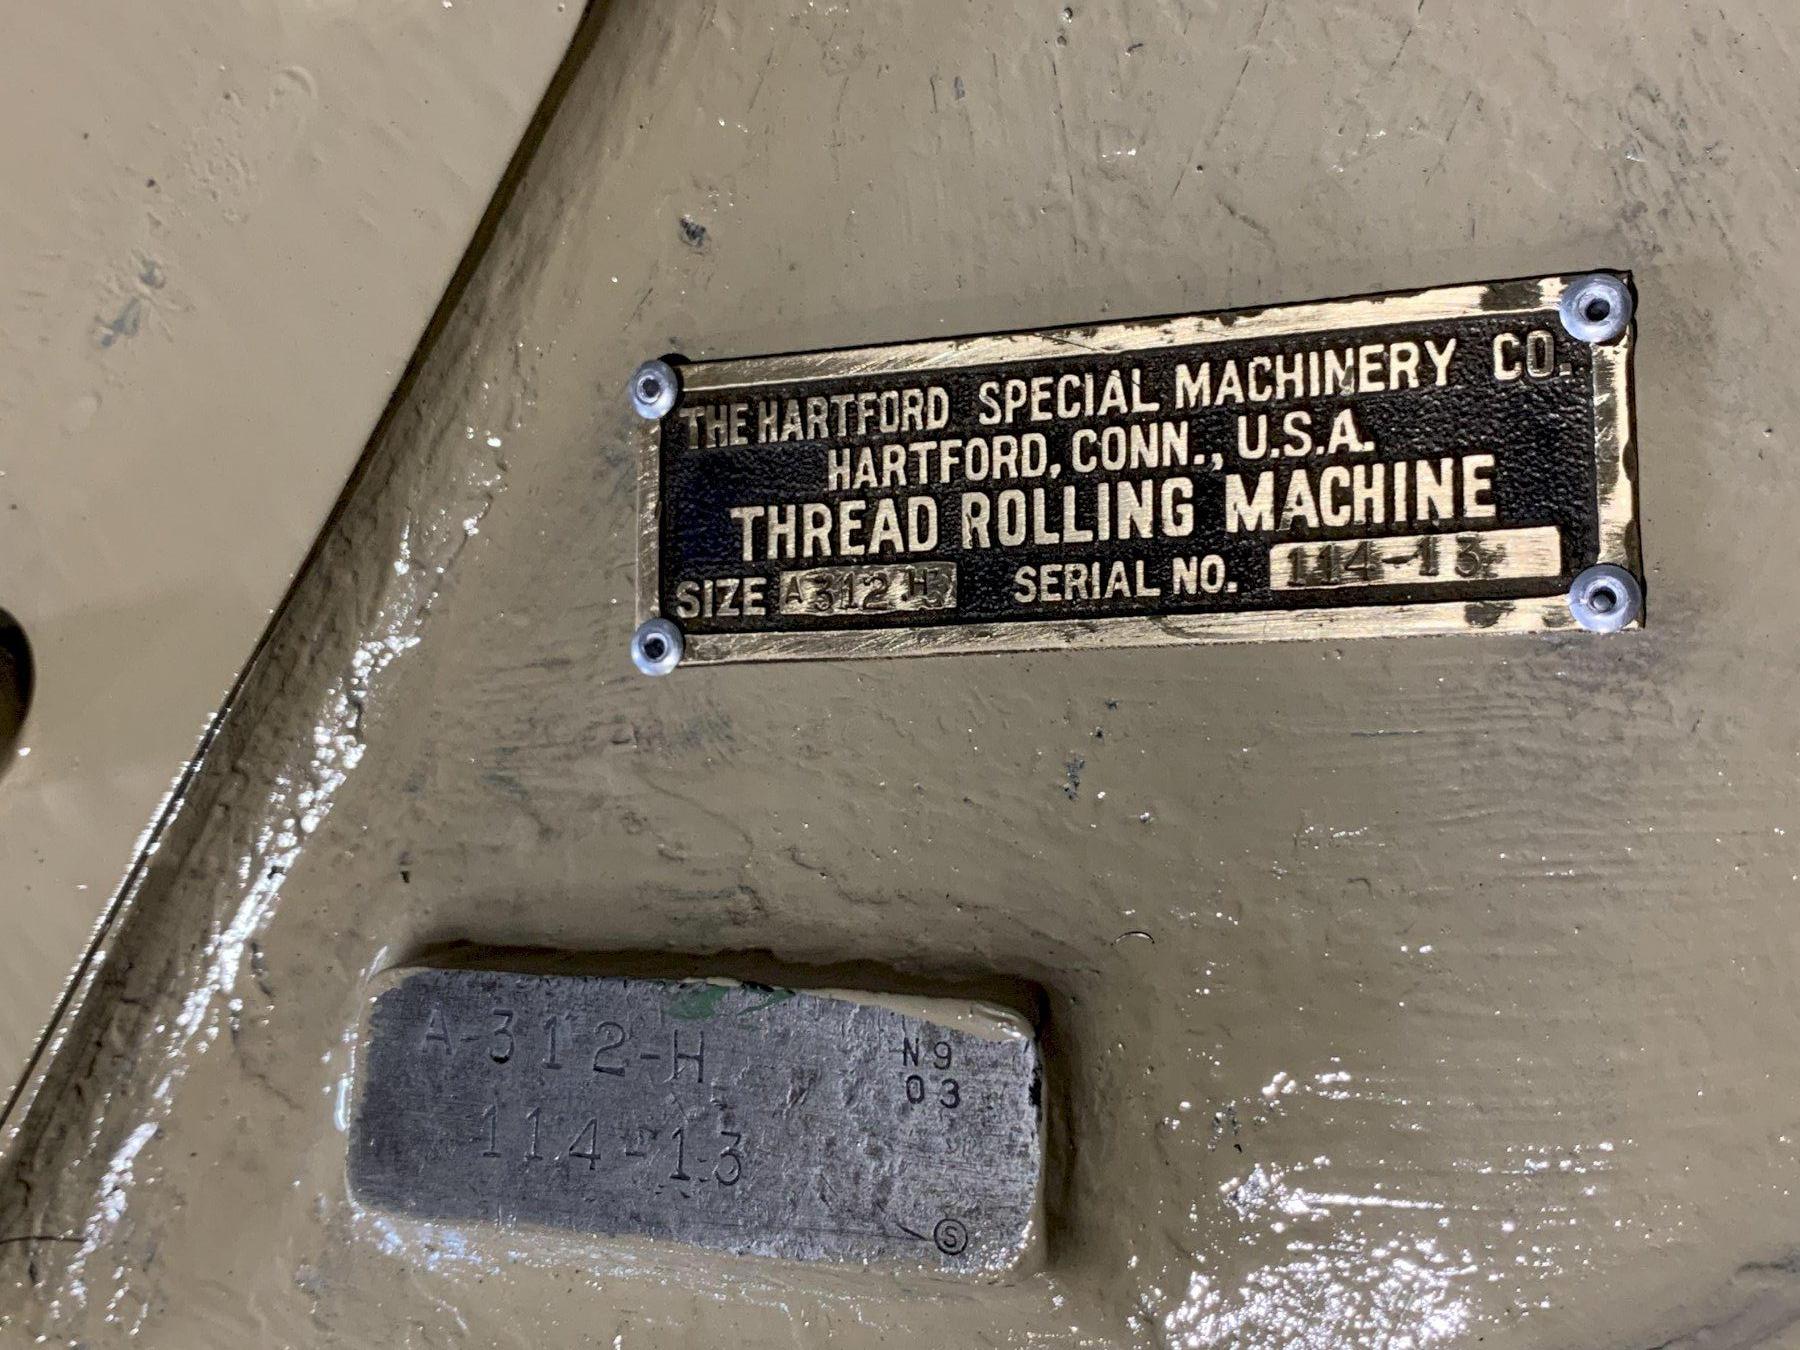 THE HARTFORD SPECIAL MACHINERY CO.
HARTFORD, CONN., U.S.A.
THREAD ROLLING MACHINE
SIZE A 312 H SERIAL NO. 114-13
A-312-H
114-13
N9
03
S